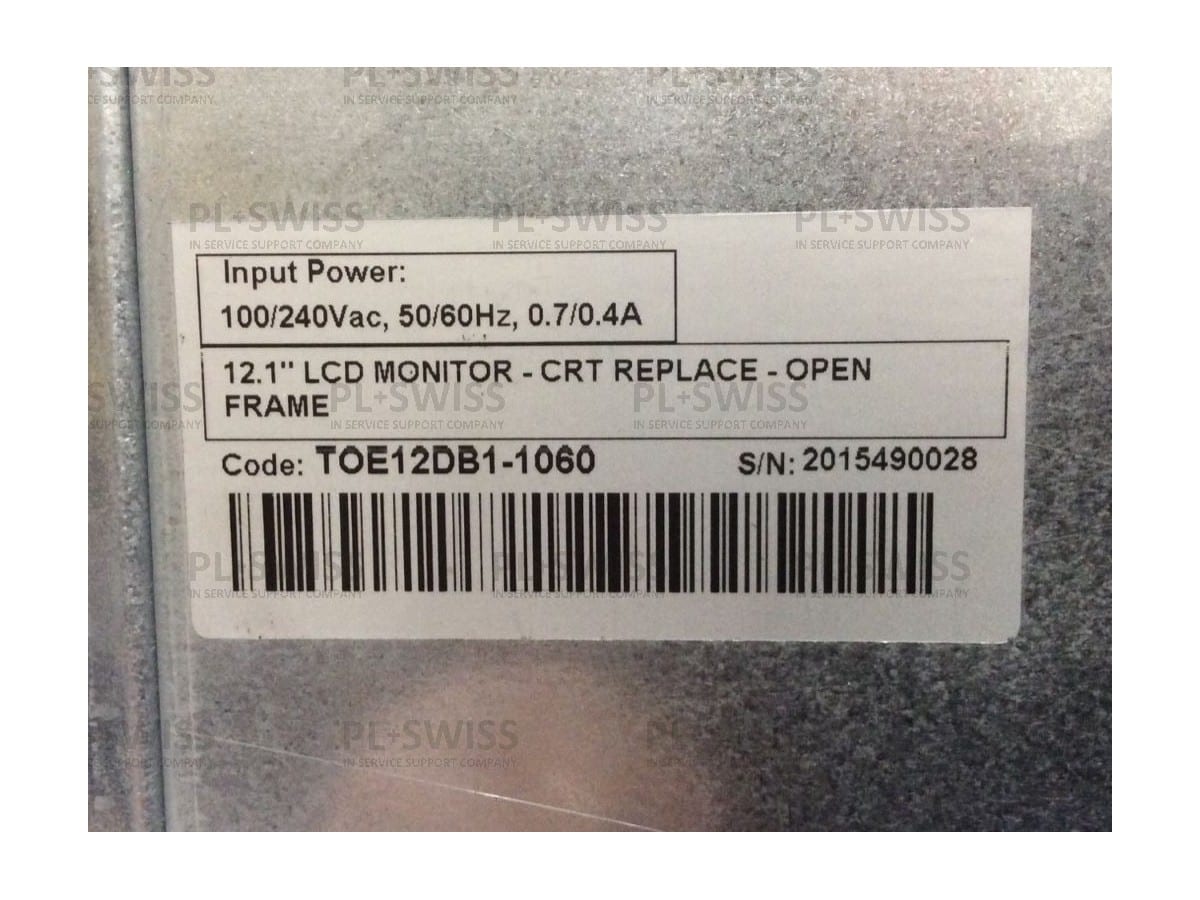 PL+SWISS
IN SERVICE SUPPORT COMPANY
Input Power:
100/240Vac, 50/60Hz, 0.7/0.4A
12.1" LCD MONITOR - CRT REPLACE - OPEN
FRAME
Code: TOE12DB1-1060 S/N: 2015490028